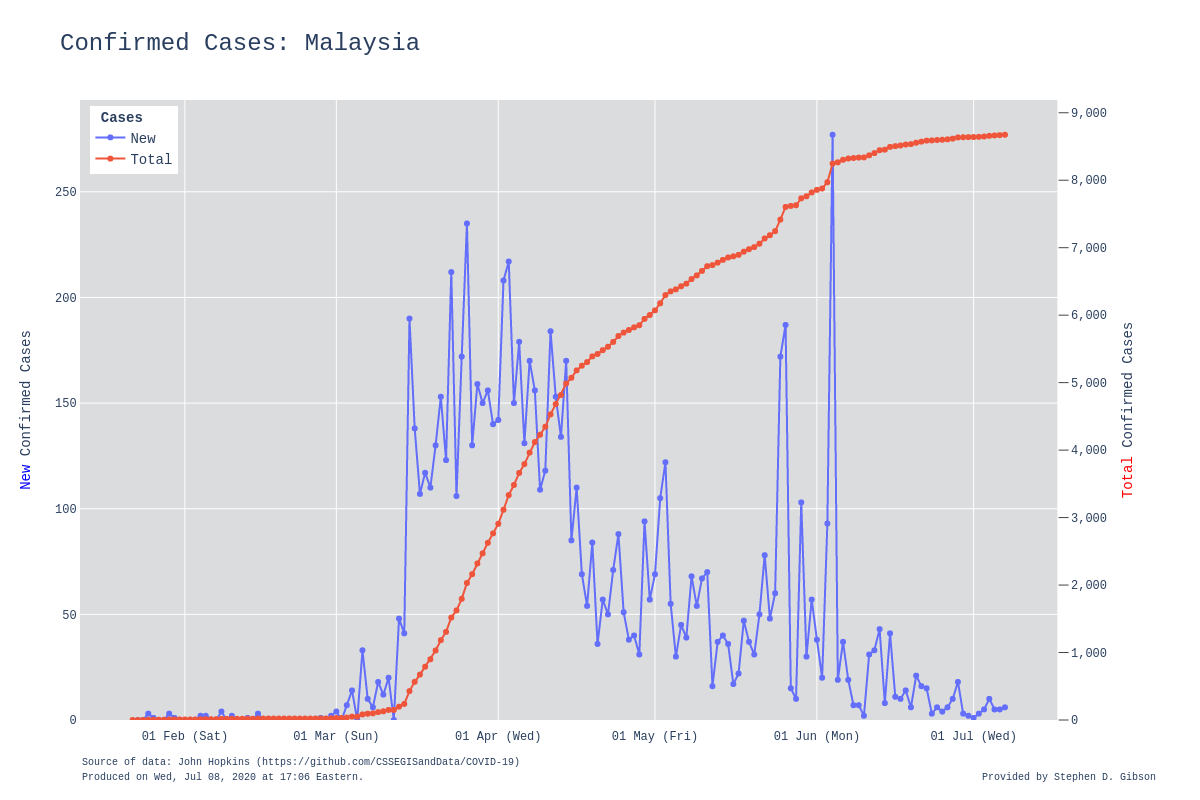 Confirmed Cases: Malaysia
Cases
New
Total
250
200
150
100
50
0
New Confirmed Cases
9,000
8,000
7,000
6,000
5,000
4,000
3,000
2,000
1,000
0
Total Confirmed Cases
01 Feb (Sat)
01 Mar (Sun)
01 Apr (Wed)
01 May (Fri)
01 Jun (Mon)
01 Jul (Wed)
Source of data: John Hopkins (https://github.com/CSSEGISandData/COVID-19)
Produced on Wed, Jul 08, 2020 at 17:06 Eastern.
Provided by Stephen D. Gibson